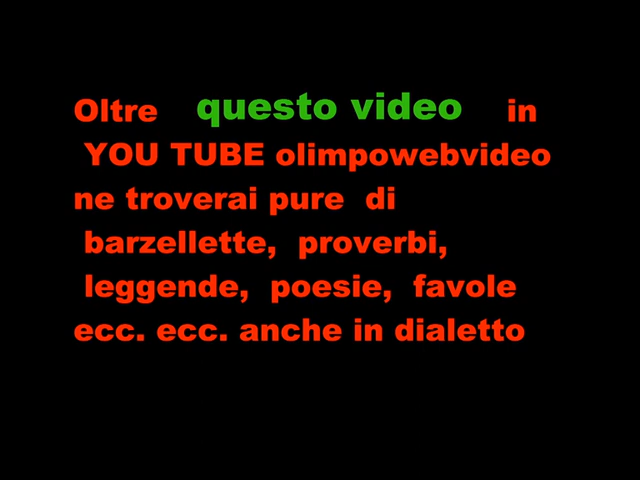 Oltre questo video in
YOU TUBE olimpowebvideo
ne troverai pure di
barzellette, proverbi,
leggende, poesie, favole
ecc. ecc. anche in dialetto